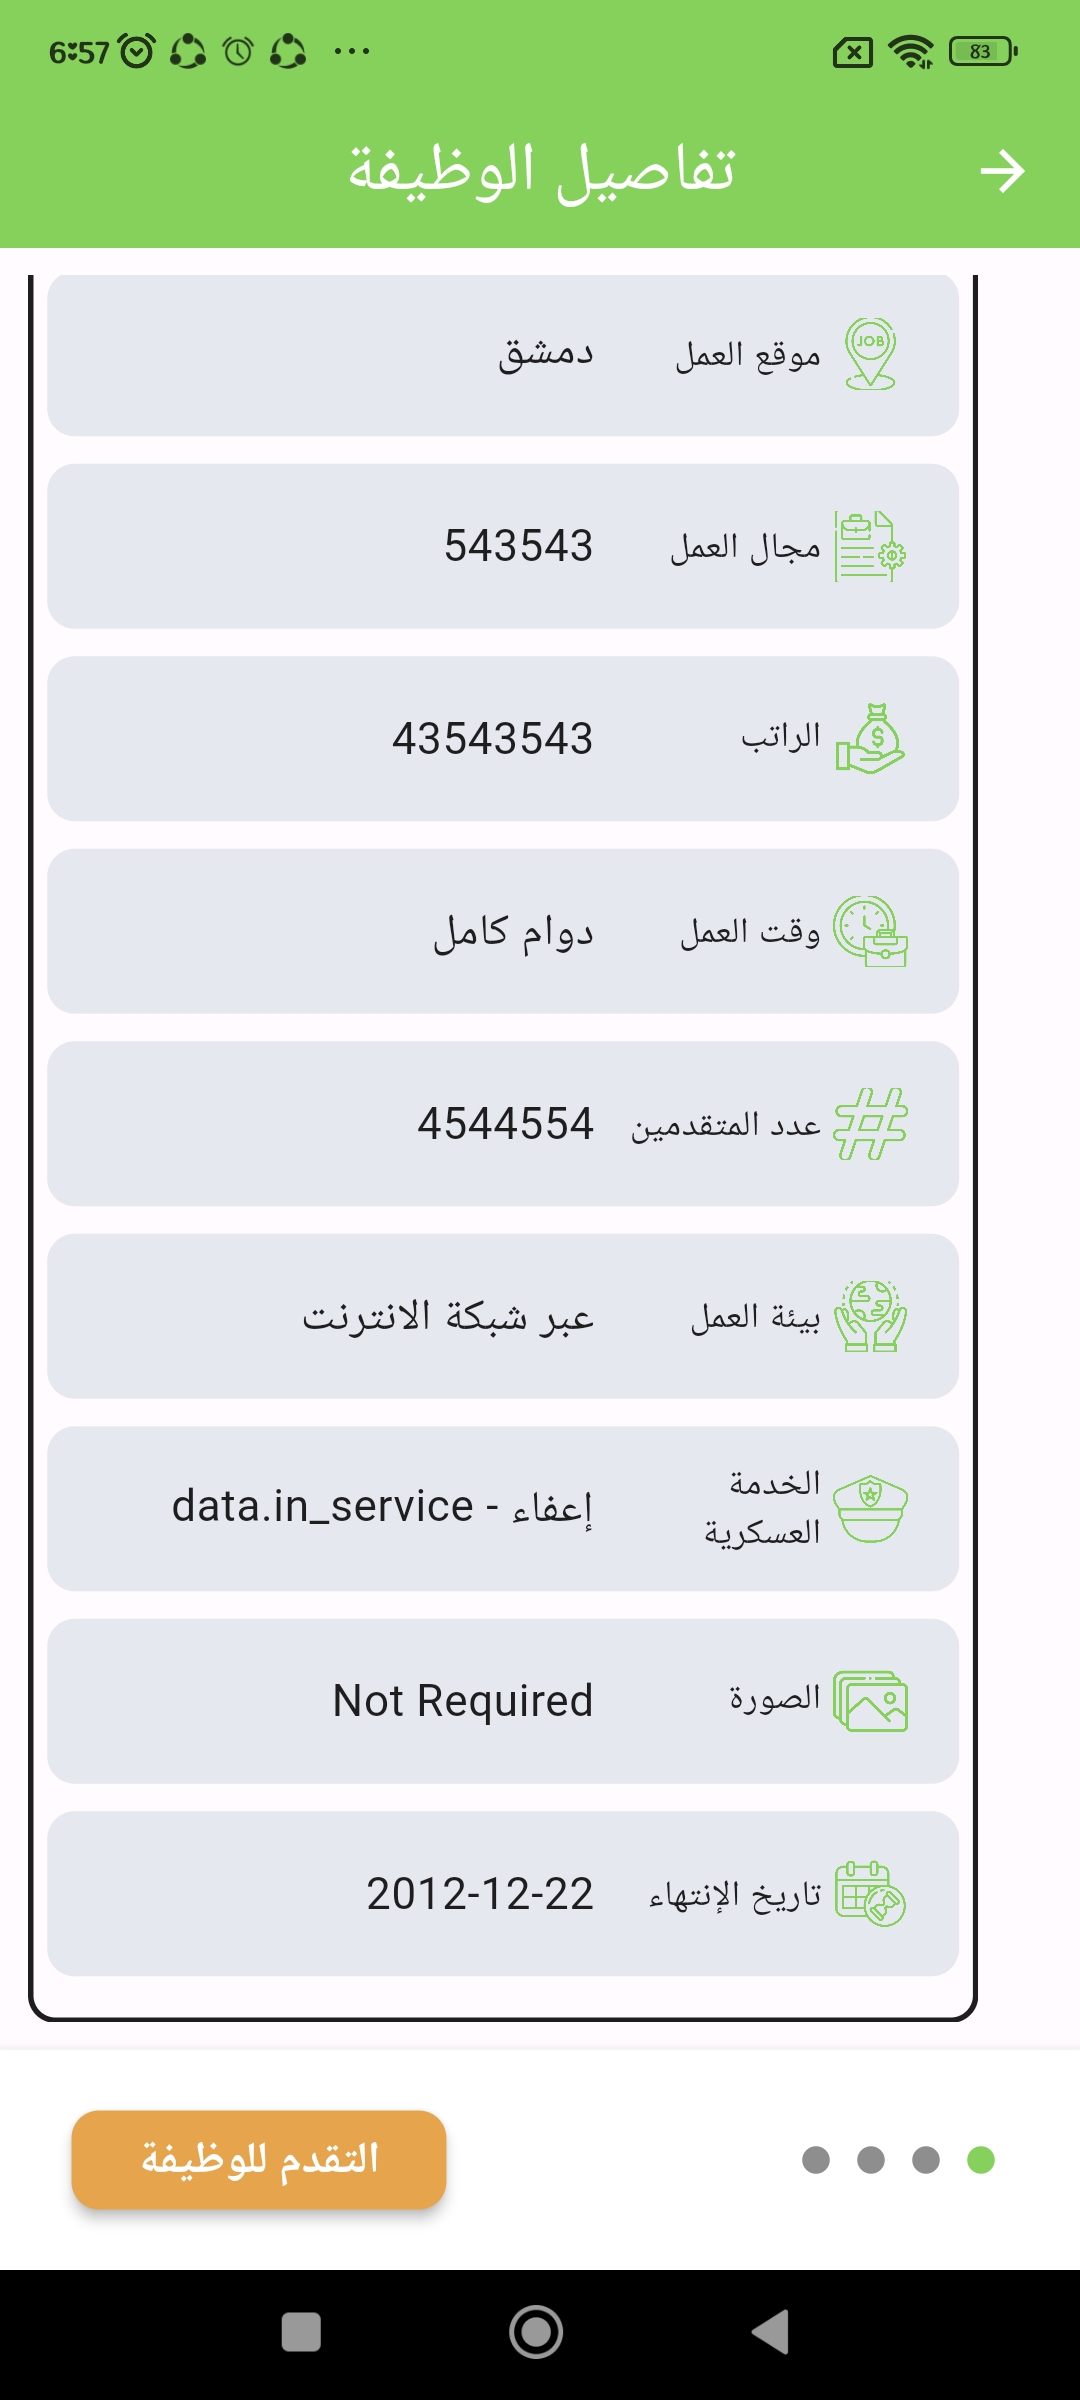 6:57
83
تفاصيل الوظيفة
JOB
موقع العمل دمشق
مجال العمل 543543
الراتب 43543543
وقت العمل دوام كامل
عدد المتقدمين 4544554
بيئة العمل عبر شبكة الانترنت
الخدمة
العسكرية
إعفاء - data.in_service
الصورة Not Required
تاريخ الإنتهاء 2012-12-22
التقدم للوظيفة